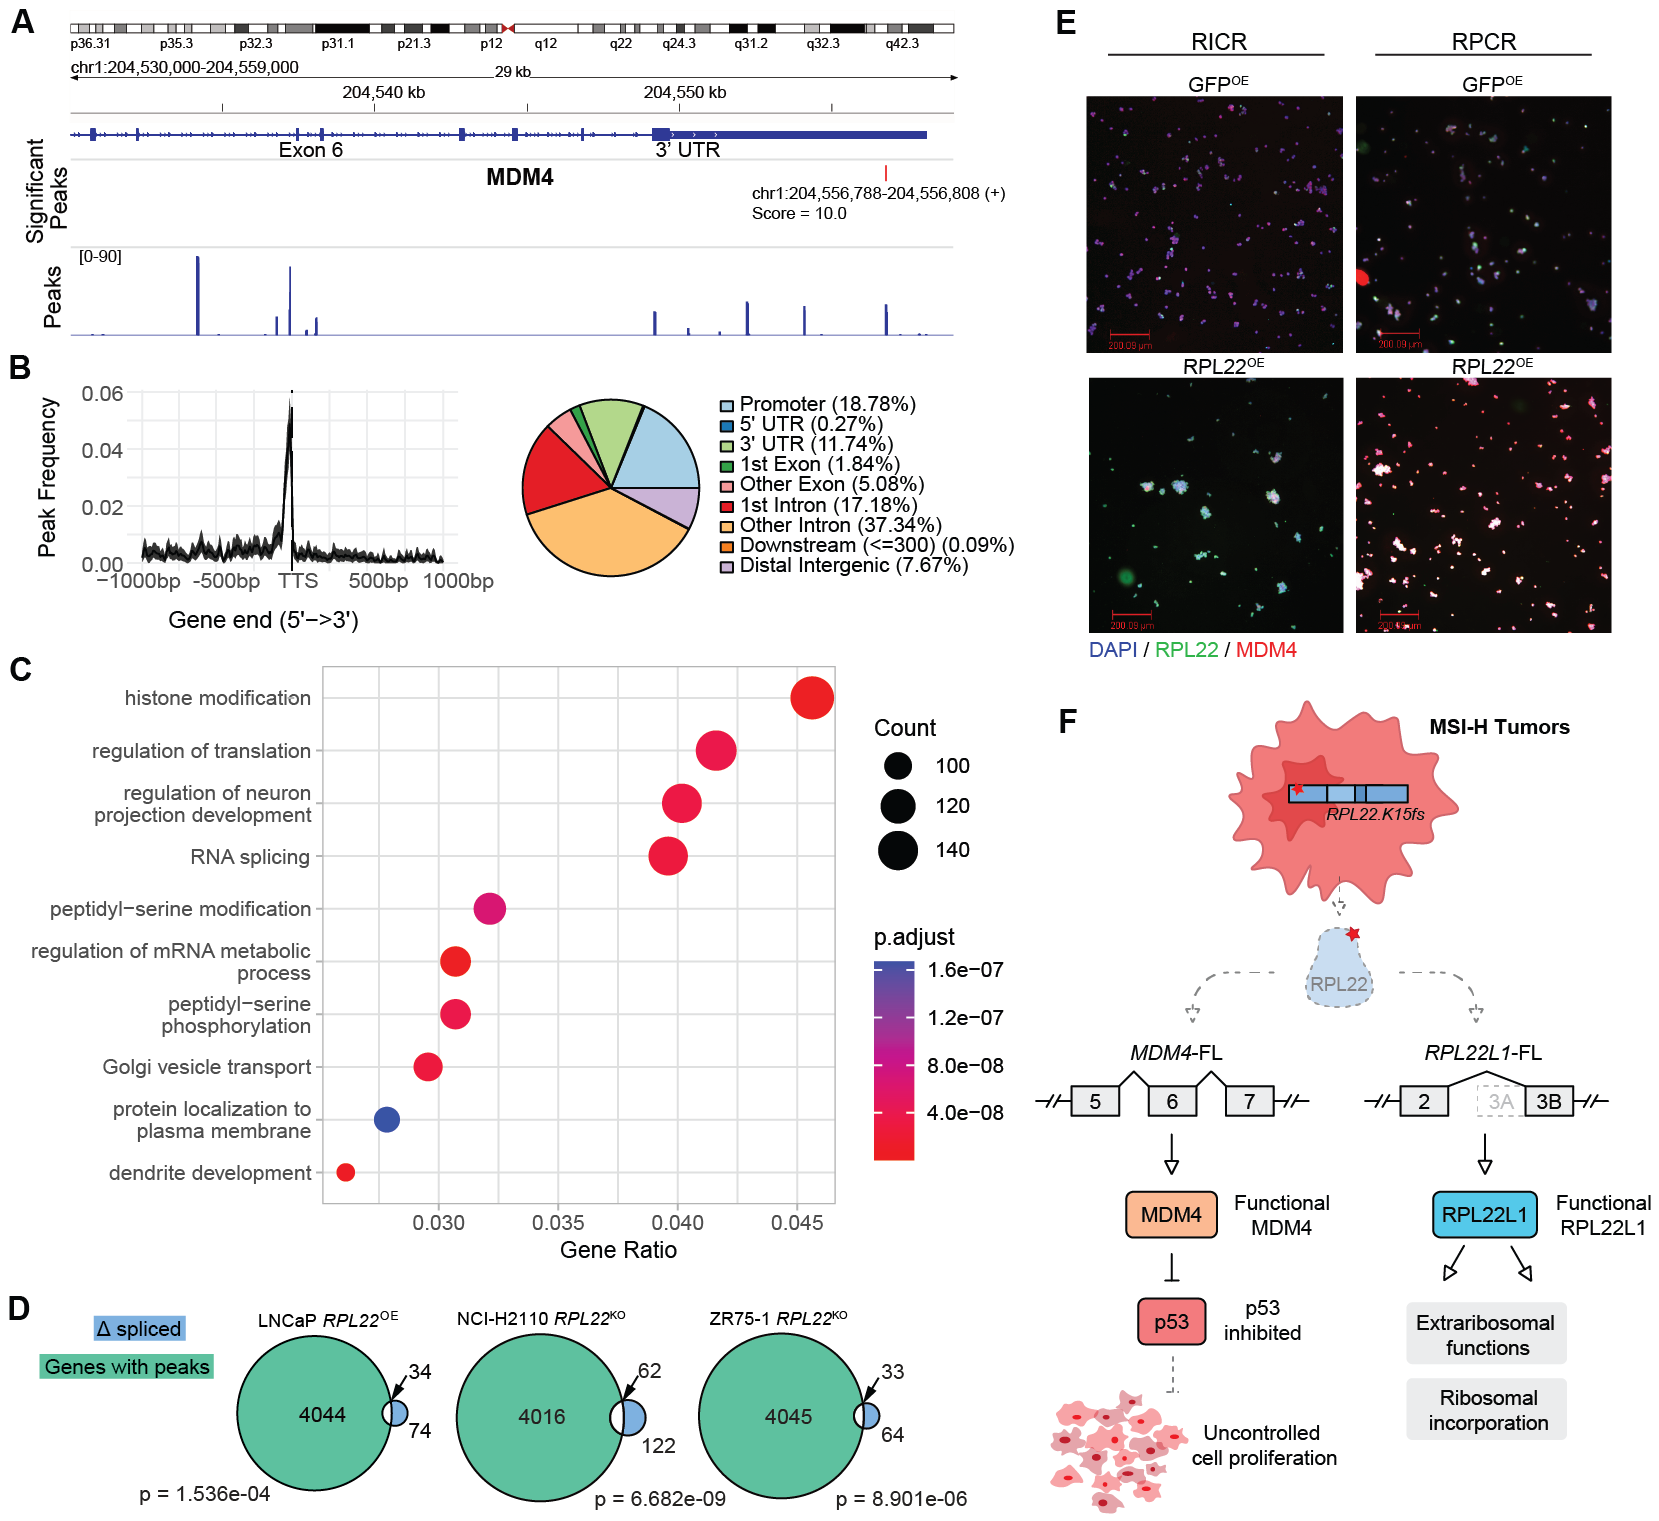 A
p36.31 p35.3 p32.3 p31.1 p21.3 p12 q12 q22 q24.3 q31.2 q32.3 q42.3
chr1:204,530,000-204,559,000
29 kb
204,540 kb 204,550 kb
Exon 6 3' UTR
Significant
Peaks
MDM4
chr1:204,556,788-204,556,808 (+)
Score = 10.0
Peaks
[0-90]
B
Peak Frequency
0.06
0.04
0.02
0.00
−1000bp −500bp TTS 500bp 1000bp
Gene end (5'−>3')
Promoter (18.78%)
5' UTR (0.27%)
3' UTR (11.74%)
1st Exon (1.84%)
Other Exon (5.08%)
1st Intron (17.18%)
Other Intron (37.34%)
Downstream (<=300) (0.09%)
Distal Intergenic (7.67%)
C
histone modification
regulation of translation
regulation of neuron
projection development
RNA splicing
peptidyl−serine modification
regulation of mRNA metabolic
process
peptidyl−serine
phosphorylation
Golgi vesicle transport
protein localization to
plasma membrane
dendrite development
0.030 0.035 0.040 0.045
Gene Ratio
Count
100
120
140
p.adjust
1.6e−07
1.2e−07
8.0e−08
4.0e−08
D
Δ spliced
Genes with peaks
LNCaP RPL22OE
4044
34
74
p = 1.536e-04
NCI-H2110 RPL22KO
4016
62
122
p = 6.682e-09
ZR75-1 RPL22KO
4045
33
64
p = 8.901e-06
E
RICR RPCR
GFPOE GFPOE
200.09 µm 200.09 µm
RPL22OE RPL22OE
200.09 µm 200.09 µm
DAPI / RPL22 / MDM4
F
MSI-H Tumors
RPL22.K15fs
RPL22
MDM4-FL RPL22L1-FL
5 6 7 2 3A 3B
MDM4
Functional
MDM4
RPL22L1
Functional
RPL22L1
p53
p53
inhibited
Extraribosomal
functions
Ribosomal
incorporation
Uncontrolled
cell proliferation